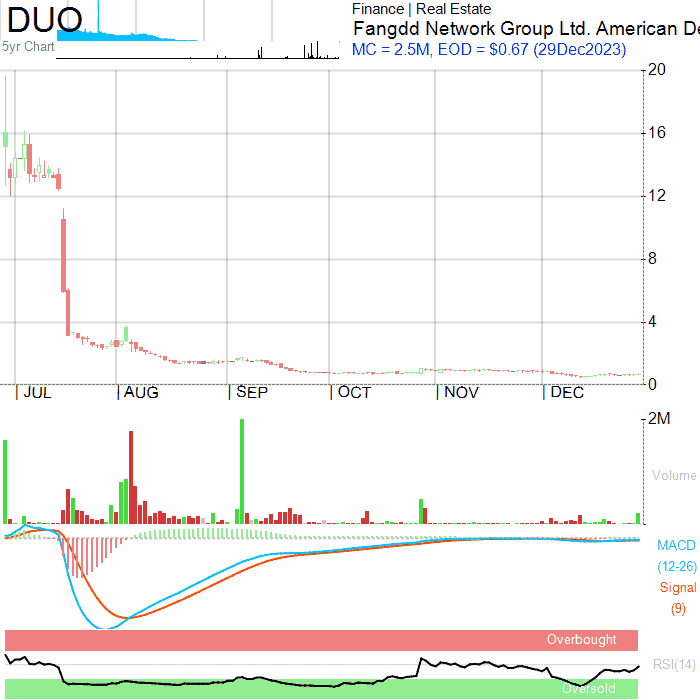 DUO
5yr Chart
Finance | Real Estate
Fangdd Network Group Ltd. American De
MC = 2.5M, EOD = $0.67 (29Dec2023)
20
16
12
8
4
0
JUL AUG SEP OCT NOV DEC
2M
Volume
MACD
(12-26)
Signal
(9)
Overbought
RSI(14)
Oversold